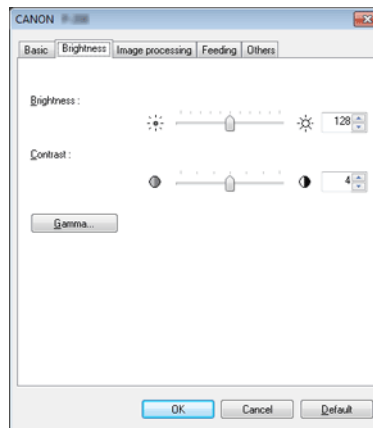 CANON
Basic Brightness Image processing Feeding Others
Brightness :
128
Contrast :
4
Gamma...
OK Cancel Default